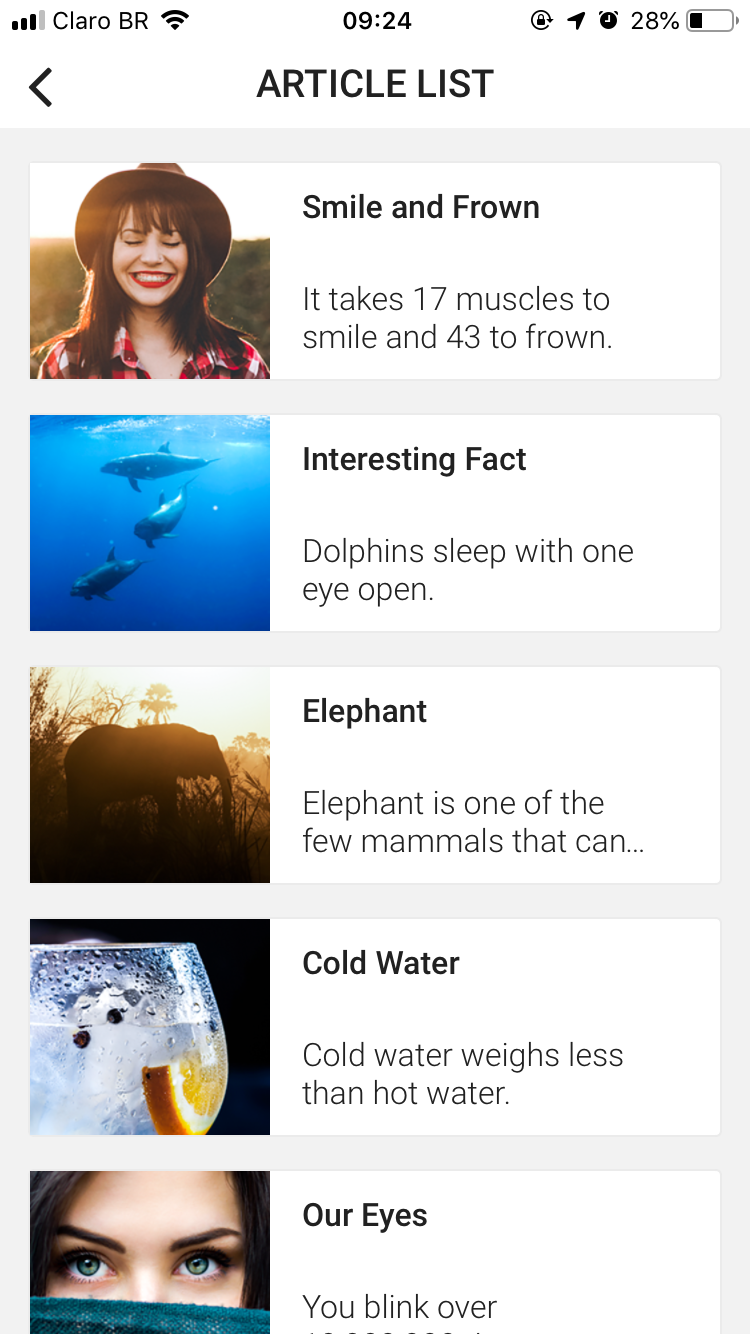 Claro BR 09:24 28%
ARTICLE LIST
Smile and Frown
It takes 17 muscles to
smile and 43 to frown.
Interesting Fact
Dolphins sleep with one
eye open.
Elephant
Elephant is one of the
few mammals that can...
Cold Water
Cold water weighs less
than hot water.
Our Eyes
You blink over